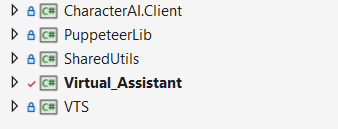 C# CharacterAI.Client
C# PuppeteerLib
C# SharedUtils
C# Virtual_Assistant
C# VTS